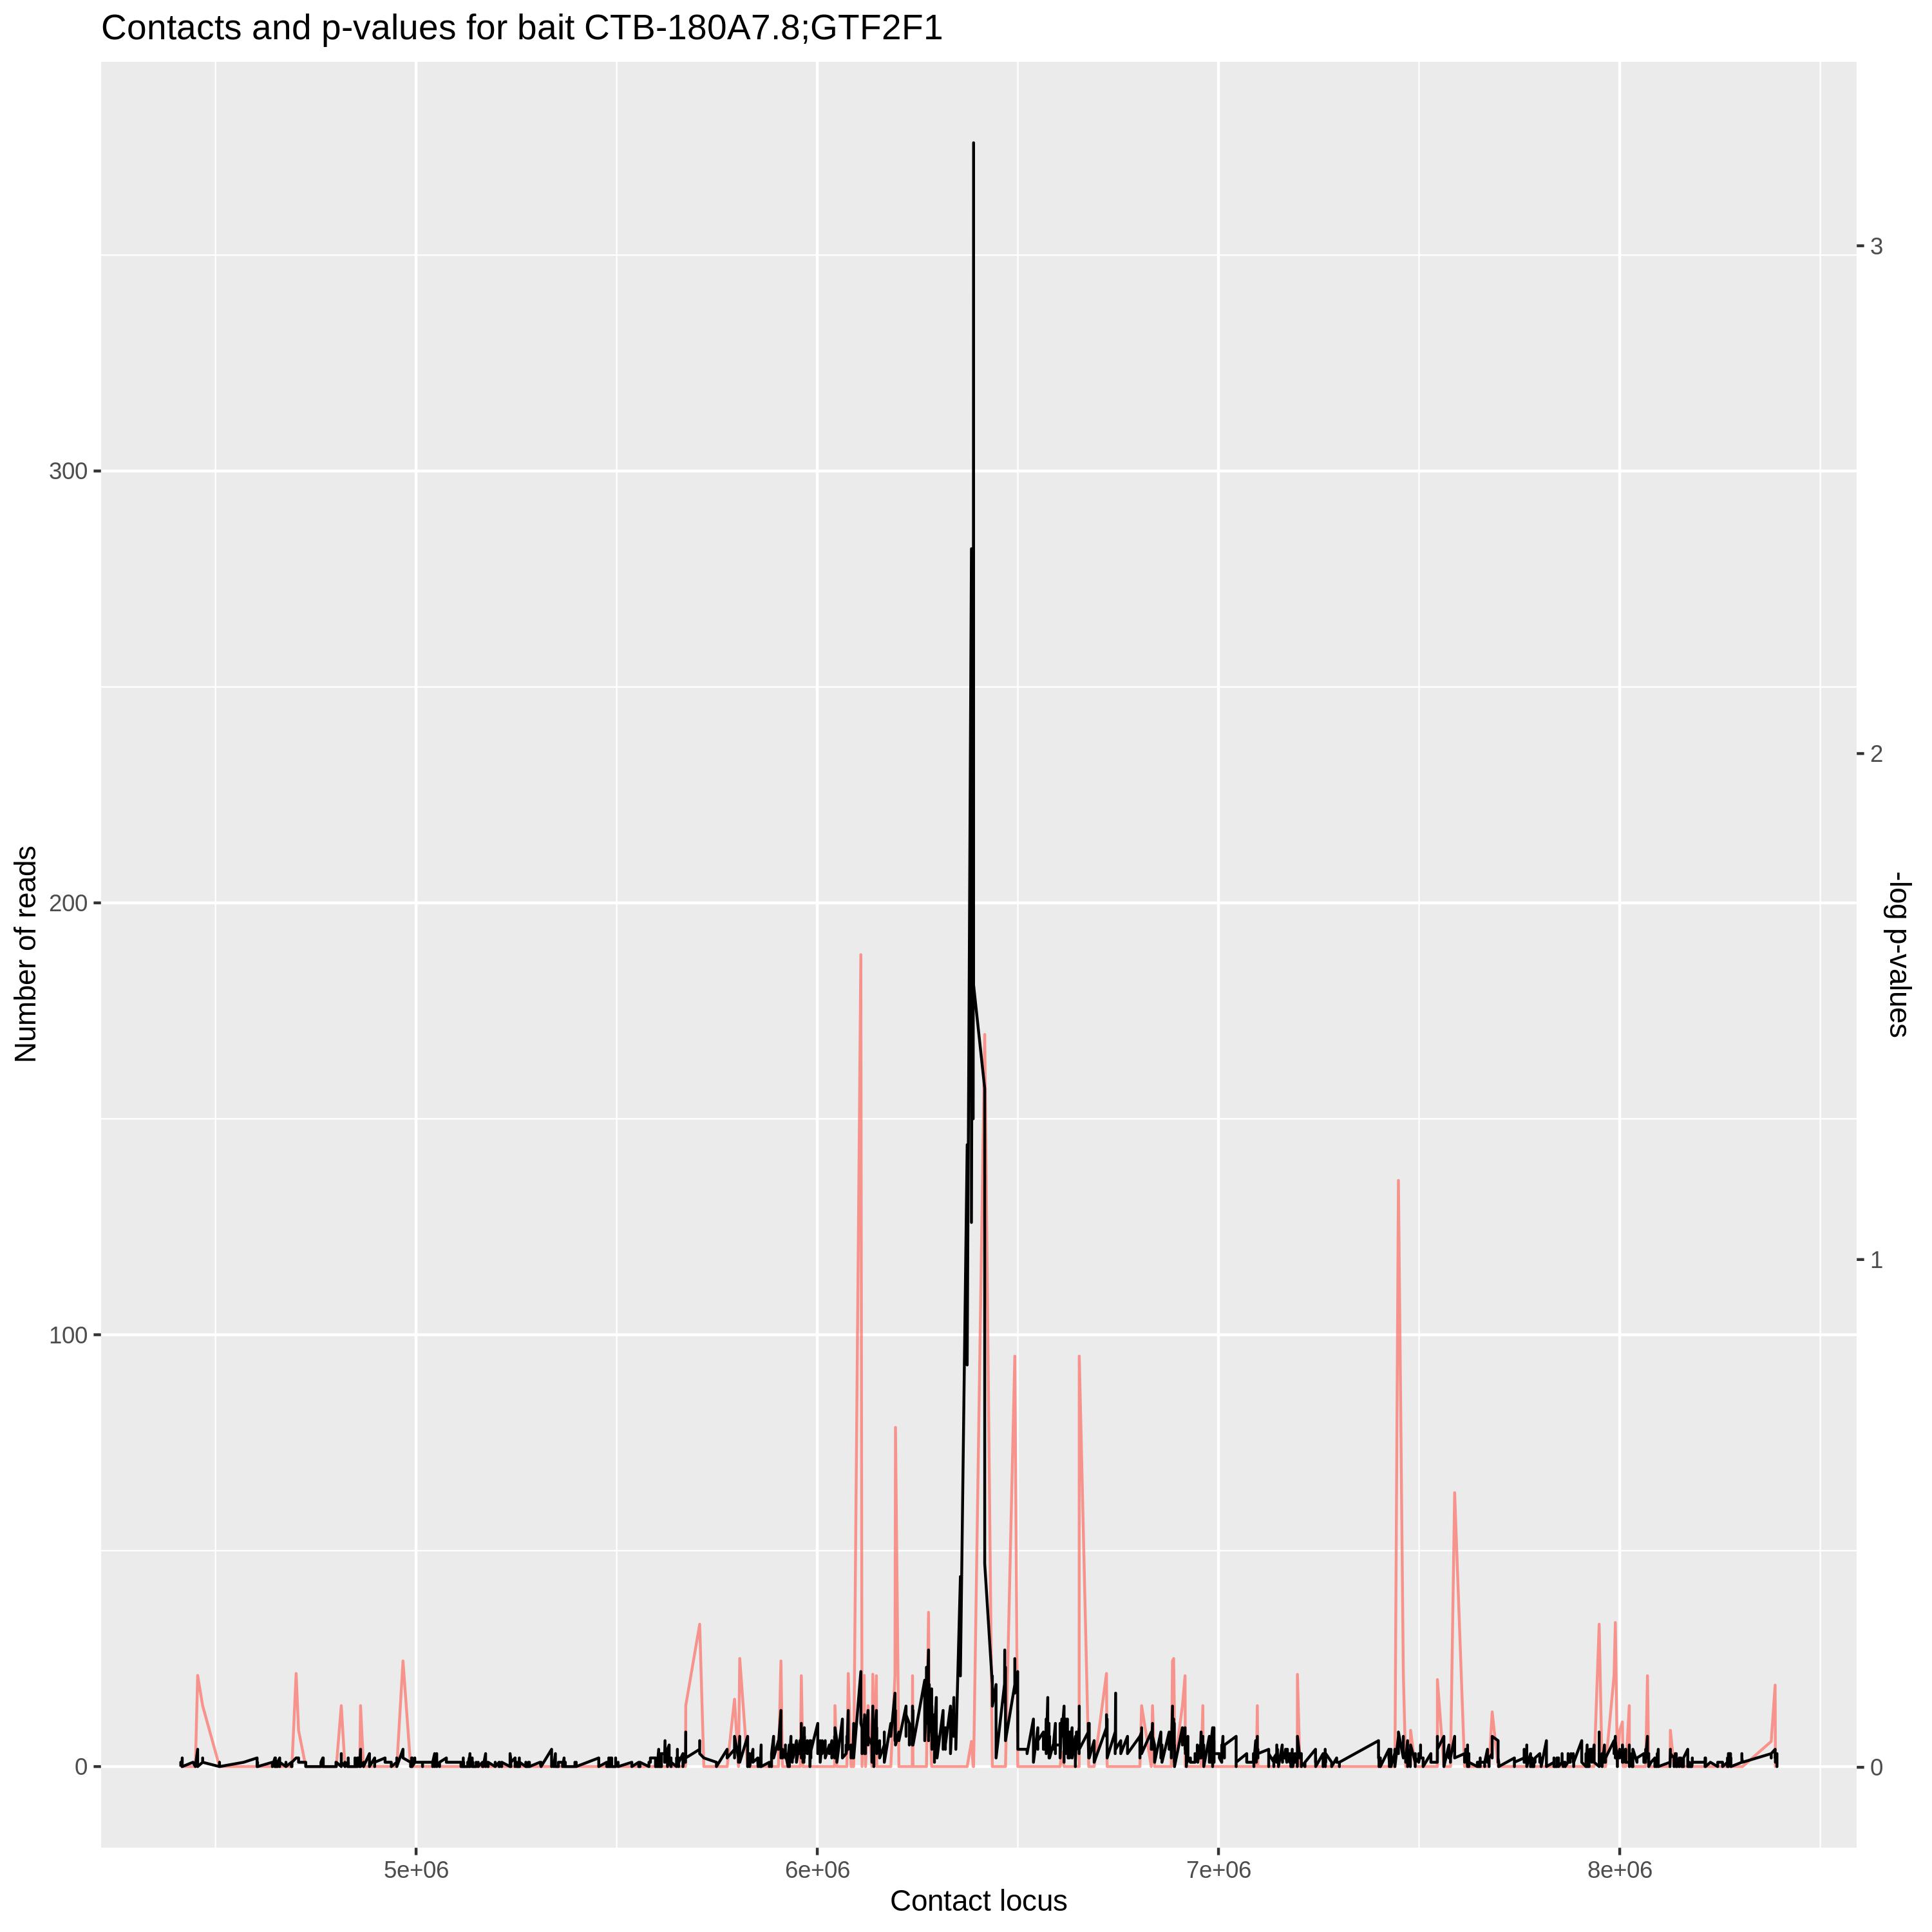 Contacts and p-values for bait CTB-180A7.8;GTF2F1
300
200
100
0
Number of reads
3
2
1
0
-log p-values
5e+06
6e+06
7e+06
8e+06
Contact locus